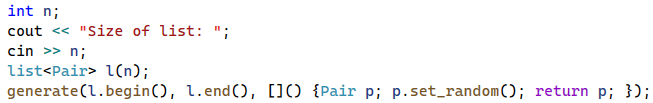 int n;
cout << "Size of list: ";
cin >> n;
list<Pair> l(n);
generate(l.begin(), l.end(), []() {Pair p; p.set_random(); return p; });